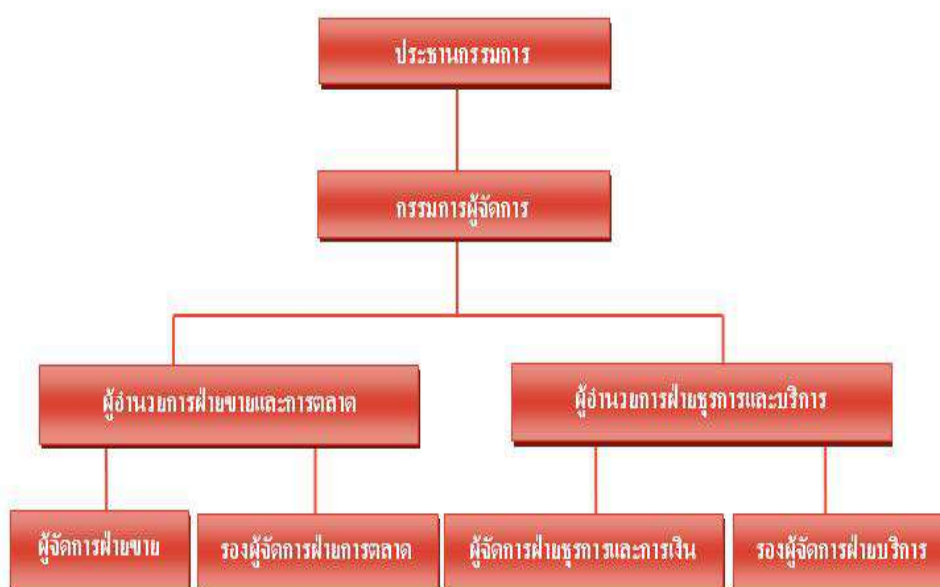 ประธานกรรมการ
กรรมการผู้จัดการ
ผู้อำนวยการฝ่ายขายและการตลาด
ผู้อำนวยการฝ่ายธุรการและบริการ
ผู้จัดการฝ่ายขาย
รองผู้จัดการฝ่ายการตลาด
ผู้จัดการฝ่ายธุรการและการเงิน
รองผู้จัดการฝ่ายบริการ